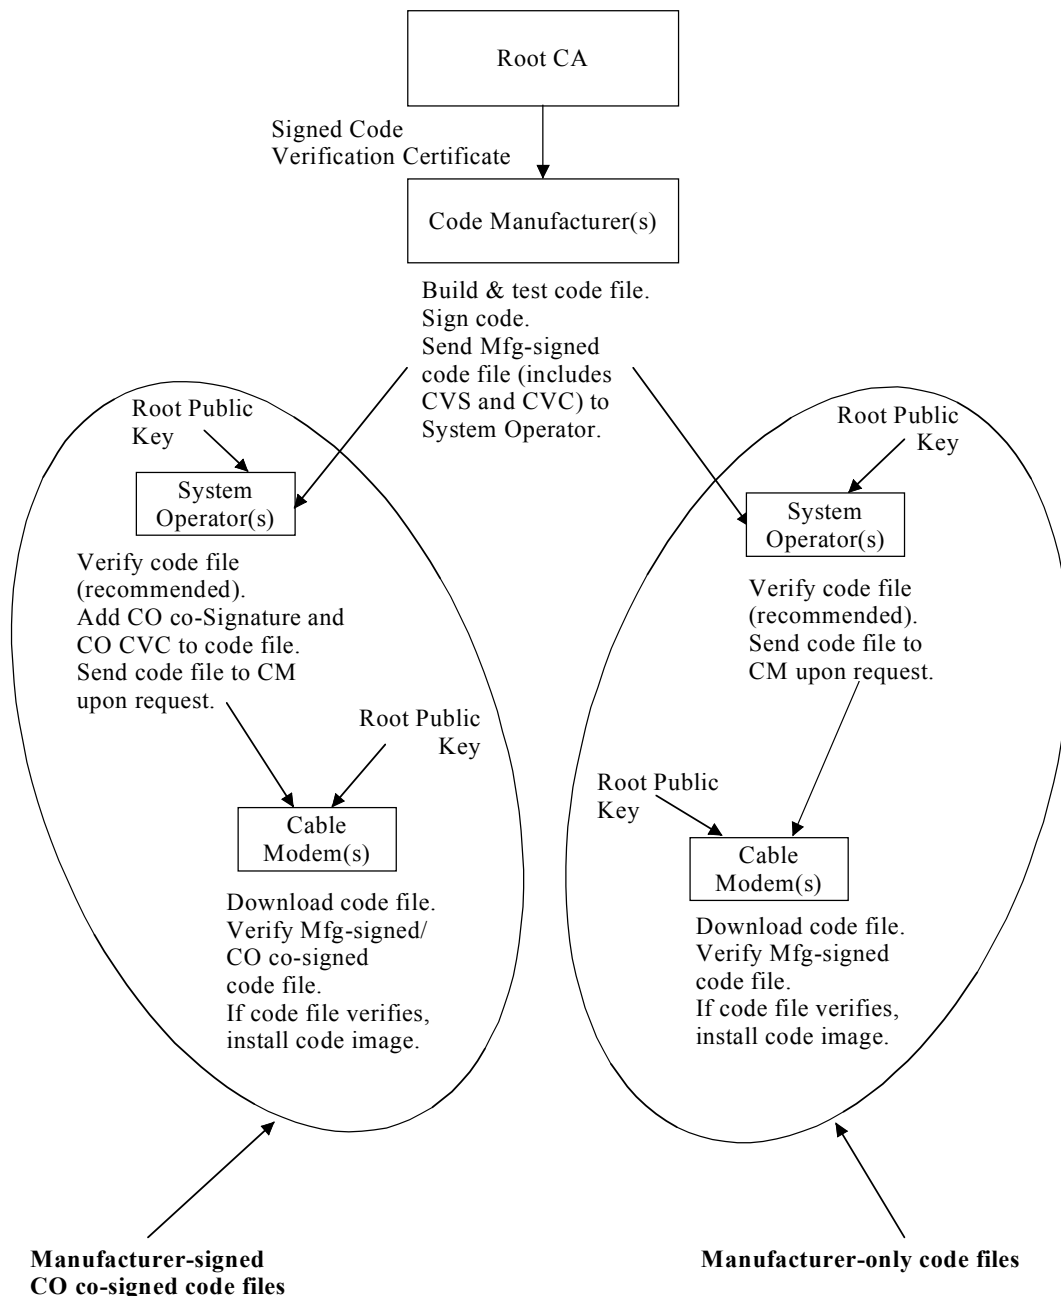 Root CA
Signed Code
Verification Certificate
Code Manufacturer(s)
Build & test code file.
Sign code.
Send Mfg-signed
code file (includes
CVS and CVC) to
System Operator.
Root Public
Key
System
Operator(s)
Verify code file
(recommended).
Add CO co-Signature and
CO CVC to code file.
Send code file to CM
upon request.
Root Public
Key
Cable
Modem(s)
Download code file.
Verify Mfg-signed/
CO co-signed
code file.
If code file verifies,
install code image.
Manufacturer-signed
CO co-signed code files
Root Public
Key
System
Operator(s)
Verify code file
(recommended).
Send code file to
CM upon request.
Root Public
Key
Cable
Modem(s)
Download code file.
Verify Mfg-signed
code file.
If code file verifies,
install code image.
Manufacturer-only code files